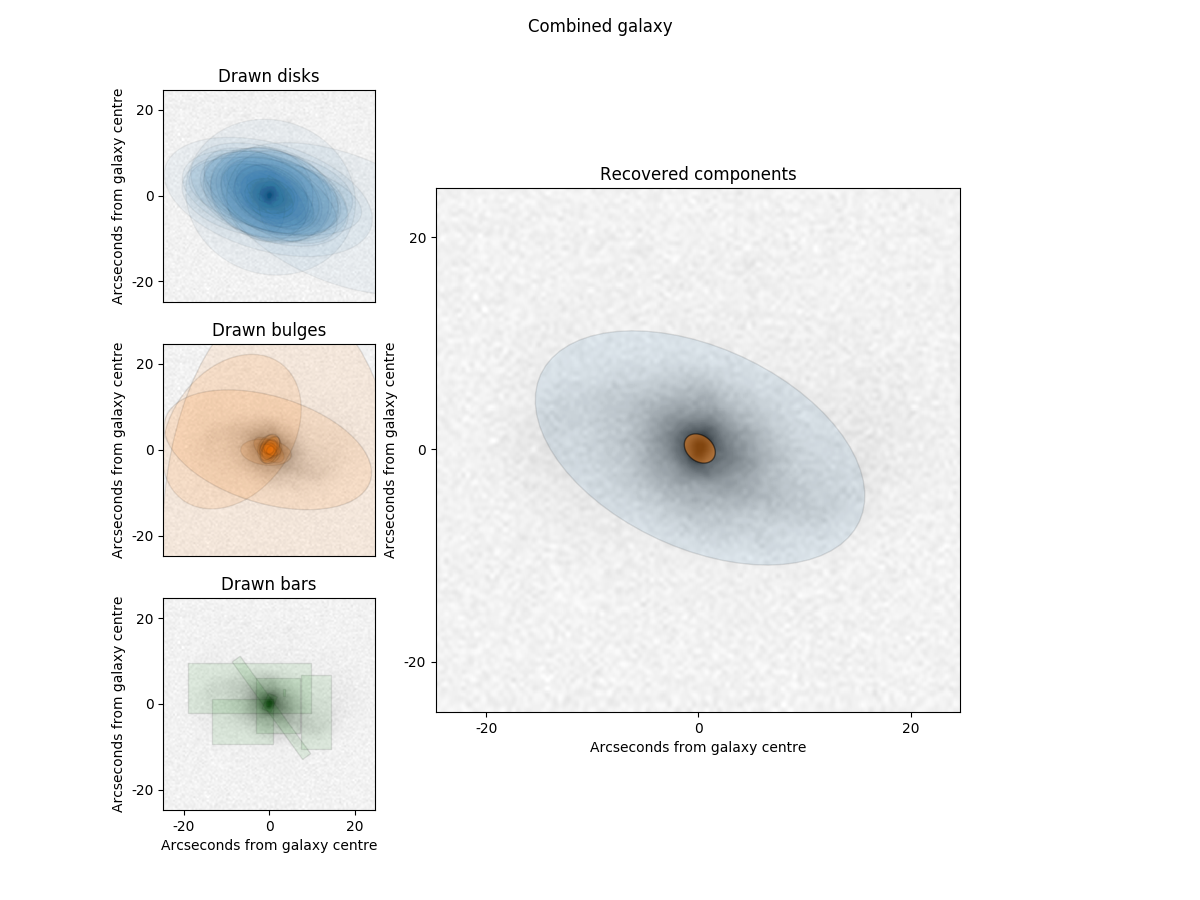 Combined galaxy
Drawn disks
Arcseconds from galaxy centre
20
0
-20
Drawn bulges
Arcseconds from galaxy centre
20
0
-20
Drawn bars
Arcseconds from galaxy centre
20
0
-20
-20 0 20
Arcseconds from galaxy centre
Recovered components
Arcseconds from galaxy centre
20
0
-20
-20 0 20
Arcseconds from galaxy centre